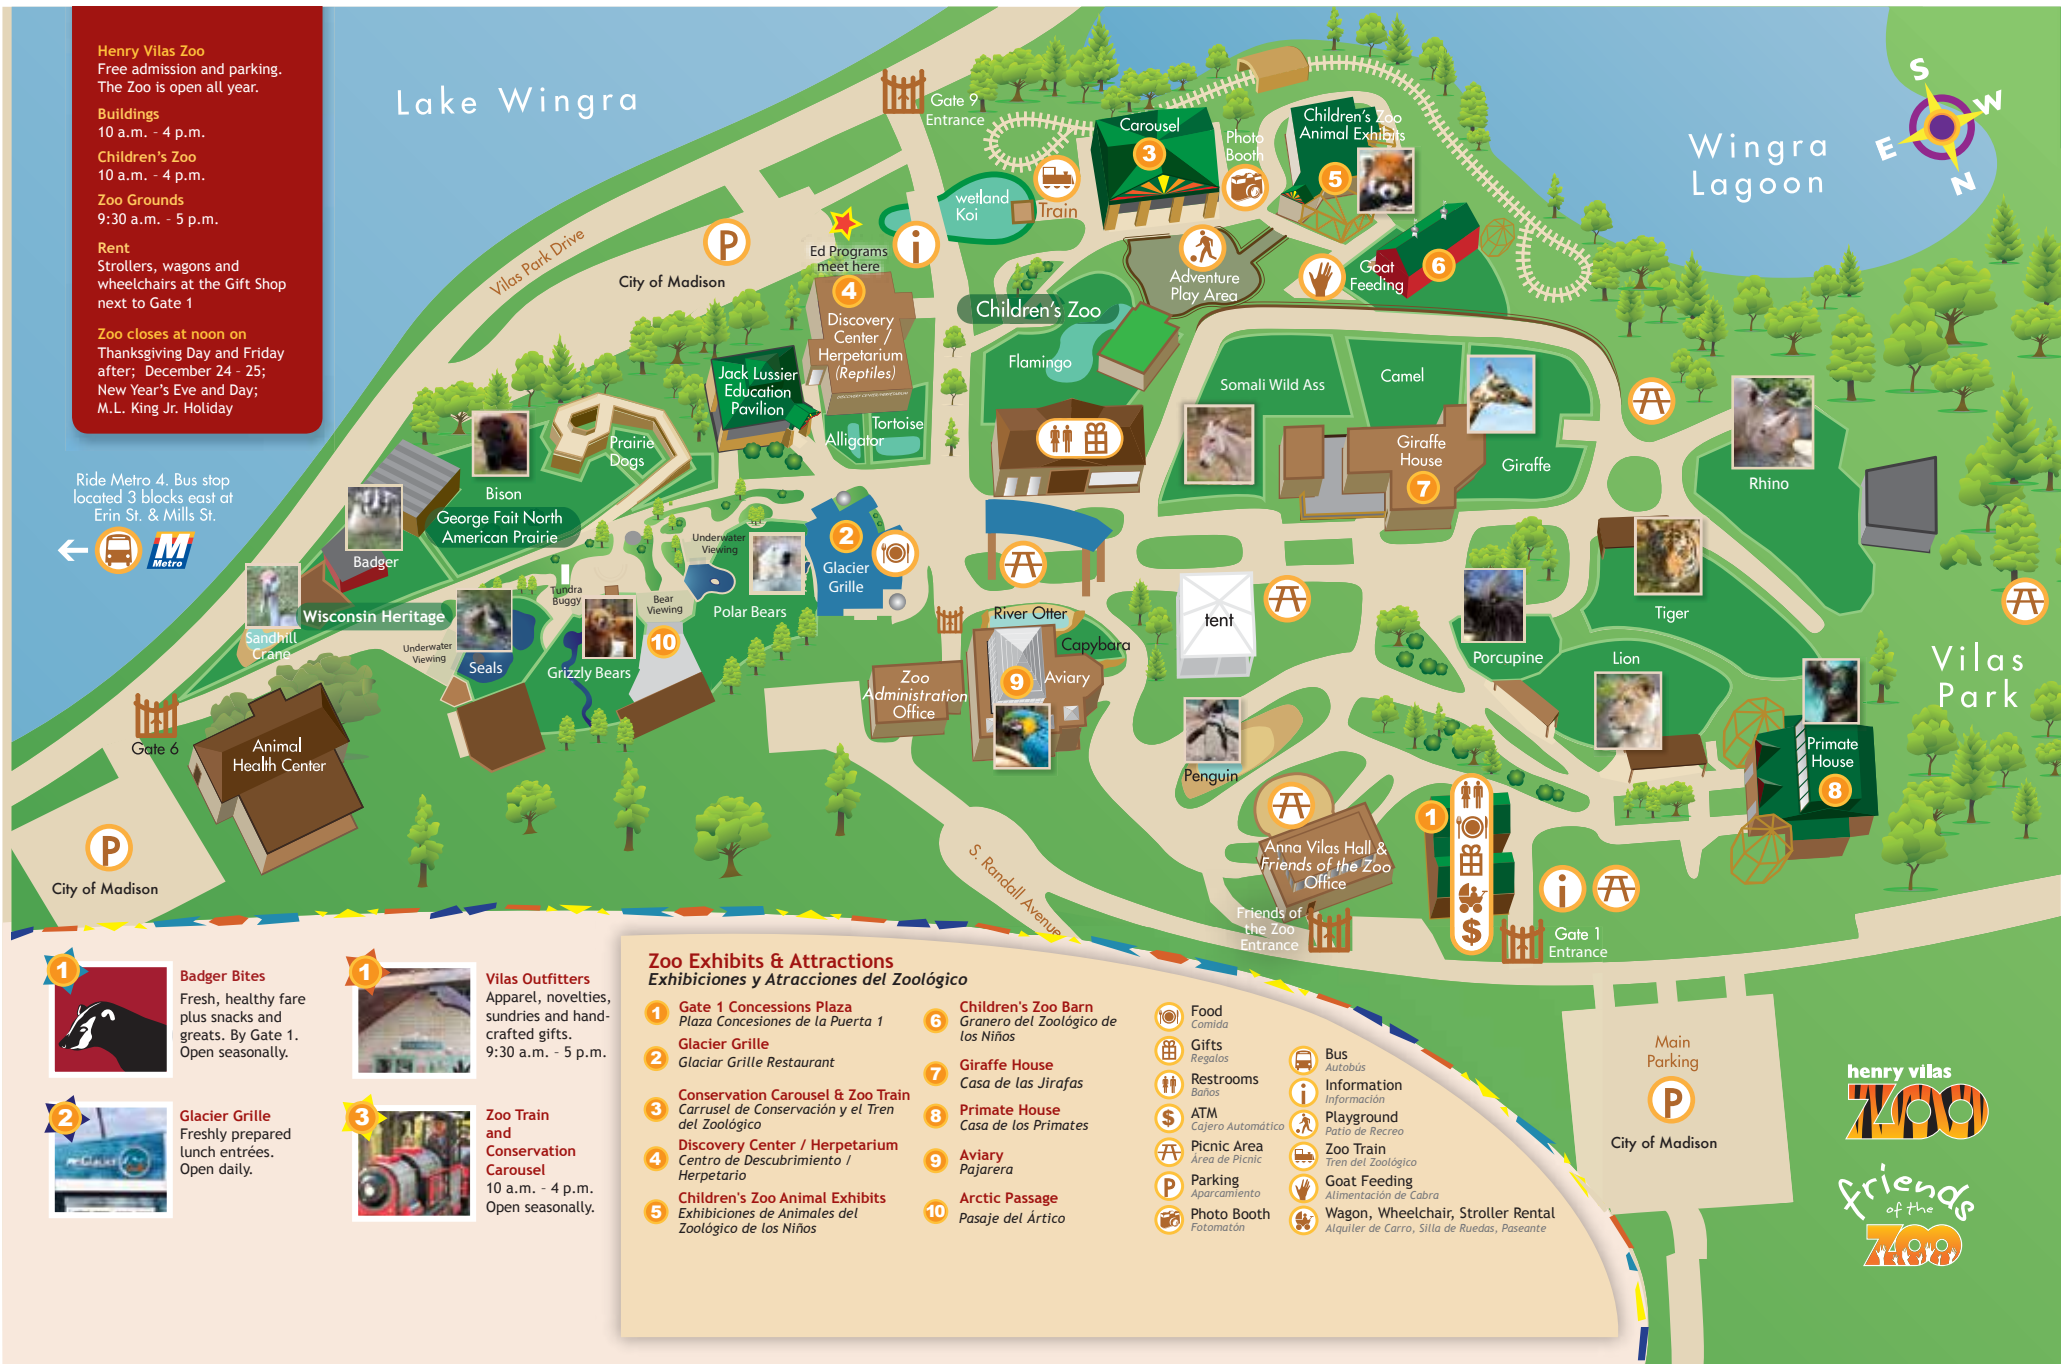 Henry Vilas Zoo
Free admission and parking.
The Zoo is open all year.
Buildings
10 a.m. - 4 p.m.
Children's Zoo
10 a.m. - 4 p.m.
Zoo Grounds
9:30 a.m. - 5 p.m.
Rent
Strollers, wagons and
wheelchairs at the Gift Shop
next to Gate 1
Zoo closes at noon on
Thanksgiving Day and Friday
after; December 24 - 25;
New Year's Eve and Day;
M.L. King Jr. Holiday
Ride Metro 4. Bus stop
located 3 blocks east at
Erin St. & Mills St.
M
Metro
Lake Wingra
Gate 9
Entrance
Wingra
Lagoon
S
W
E
N
Carousel
3
Photo
Booth
Children's Zoo
Animal Exhibits
5
wetland
Koi
Train
Vilas Park Drive
P
City of Madison
Ed Programs
meet here
i
4
Discovery
Center /
Herpetarium
(Reptiles)
DISCOVERY CENTER/HERPETARIUM
Adventure
Play Area
Goat
Feeding
6
Children's Zoo
Flamingo
Jack Lussier
Education
Pavilion
Tortoise
Alligator
Somali Wild Ass
Camel
Giraffe
House
7
Giraffe
Rhino
Prairie
Dogs
Bison
George Fait North
American Prairie
Badger
Sandhill
Crane
Wisconsin Heritage
Underwater
Viewing
Seals
Tundra
Buggy
Grizzly Bears
Bear
Viewing
10
Underwater
Viewing
Polar Bears
2
Glacier
Grille
River Otter
Capybara
9
Aviary
Zoo
Administration
Office
tent
Penguin
Porcupine
Tiger
Lion
Primate
House
8
Vilas
Park
Gate 6
Animal
Health Center
P
City of Madison
S. Randall Avenue
Anna Vilas Hall &
Friends of the Zoo
Office
Friends of
the Zoo
Entrance
1
$
i
Gate 1
Entrance
Main
Parking
P
City of Madison
1
Badger Bites
Fresh, healthy fare
plus snacks and
greats. By Gate 1.
Open seasonally.
1
Vilas Outfitters
Apparel, novelties,
sundries and hand-
crafted gifts.
9:30 a.m. - 5 p.m.
2
Glacier Grille
Freshly prepared
lunch entrées.
Open daily.
3
Zoo Train
and
Conservation
Carousel
10 a.m. - 4 p.m.
Open seasonally.
Zoo Exhibits & Attractions
Exhibiciones y Atracciones del Zoológico
1
Gate 1 Concessions Plaza
Plaza Concesiones de la Puerta 1
2
Glacier Grille
Glaciar Grille Restaurant
3
Conservation Carousel & Zoo Train
Carrusel de Conservación y el Tren
del Zoológico
4
Discovery Center / Herpetarium
Centro de Descubrimiento /
Herpetario
5
Children's Zoo Animal Exhibits
Exhibiciones de Animales del
Zoológico de los Niños
6
Children's Zoo Barn
Granero del Zoológico de
los Niños
7
Giraffe House
Casa de las Jirafas
8
Primate House
Casa de los Primates
9
Aviary
Pajarera
10
Arctic Passage
Pasaje del Ártico
Food
Comida
Gifts
Regalos
Restrooms
Baños
$
ATM
Cajero Automático
Picnic Area
Área de Picnic
P
Parking
Aparcamiento
Photo Booth
Fotomatón
Bus
Autobús
i
Information
Información
Playground
Patio de Recreo
Zoo Train
Tren del Zoológico
Goat Feeding
Alimentación de Cabra
Wagon, Wheelchair, Stroller Rental
Alquiler de Carro, Silla de Ruedas, Paseante
henry vilas
ZOO
friends
of the
ZOO